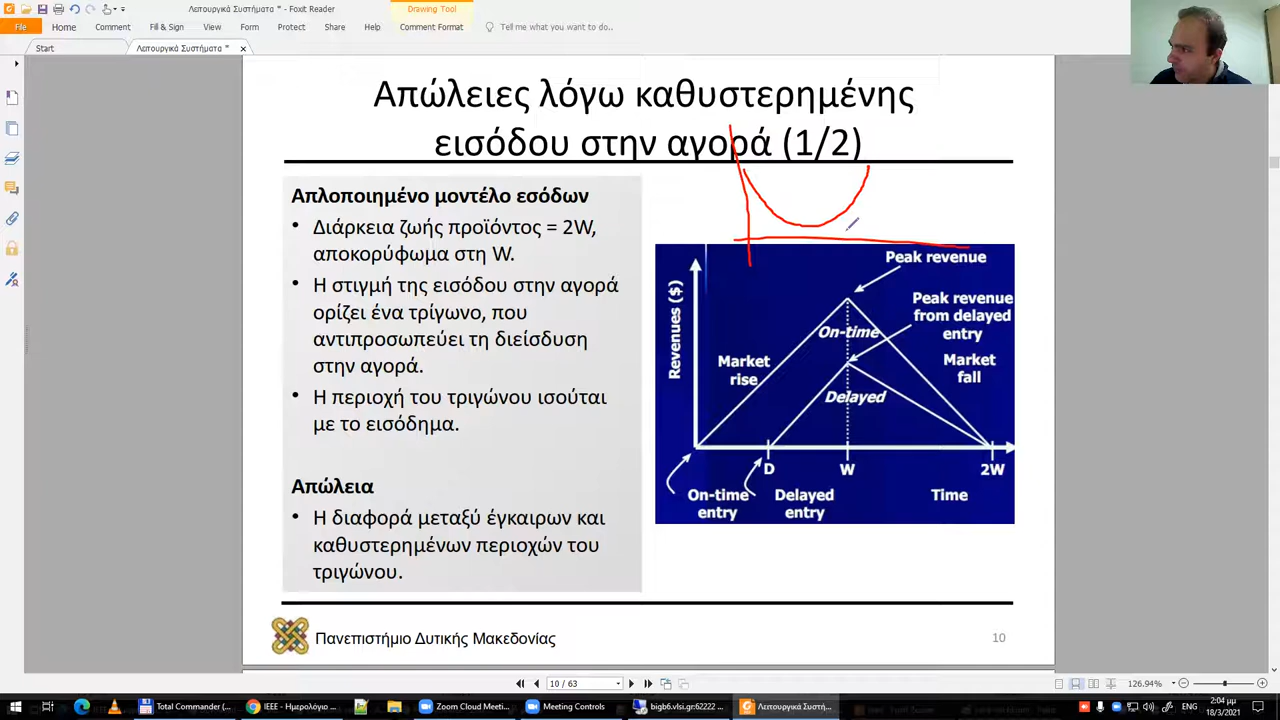 Λειτουργικά Συστήματα * - Foxit Reader
Drawing Tool
File
Home
Comment
Fill & Sign
View
Form
Protect
Share
Help
Comment Format
Tell me what you want to do..
Start
Λειτουργικά Συστήματα *
Απώλειες λόγω καθυστερημένης
εισόδου στην αγορά (1/2)
Απλοποιημένο μοντέλο εσόδων
• Διάρκεια ζωής προϊόντος = 2W,
αποκορύφωμα στη W.
• Η στιγμή της εισόδου στην αγορά
ορίζει ένα τρίγωνο, που
αντιπροσωπεύει τη διείσδυση
στην αγορά.
• Η περιοχή του τριγώνου ισούται
με το εισόδημα.
Απώλεια
• Η διαφορά μεταξύ έγκαιρων και
καθυστερημένων περιοχών του
τριγώνου.
Revenues ($)
Peak revenue
Peak revenue
from delayed
entry
On-time
Market
rise
Market
fall
Delayed
D
W
2W
On-time
entry
Delayed
entry
Time
Πανεπιστήμιο Δυτικής Μακεδονίας
10
10 / 63
126.94%
Total Commander (...
IEEE - Ημερολόγιο ...
Zoom Cloud Meeti...
Meeting Controls
bigb6.vlsi.gr:62222 ...
Λειτουργικά Συστή...
ENG
2:04 μμ
18/3/2021